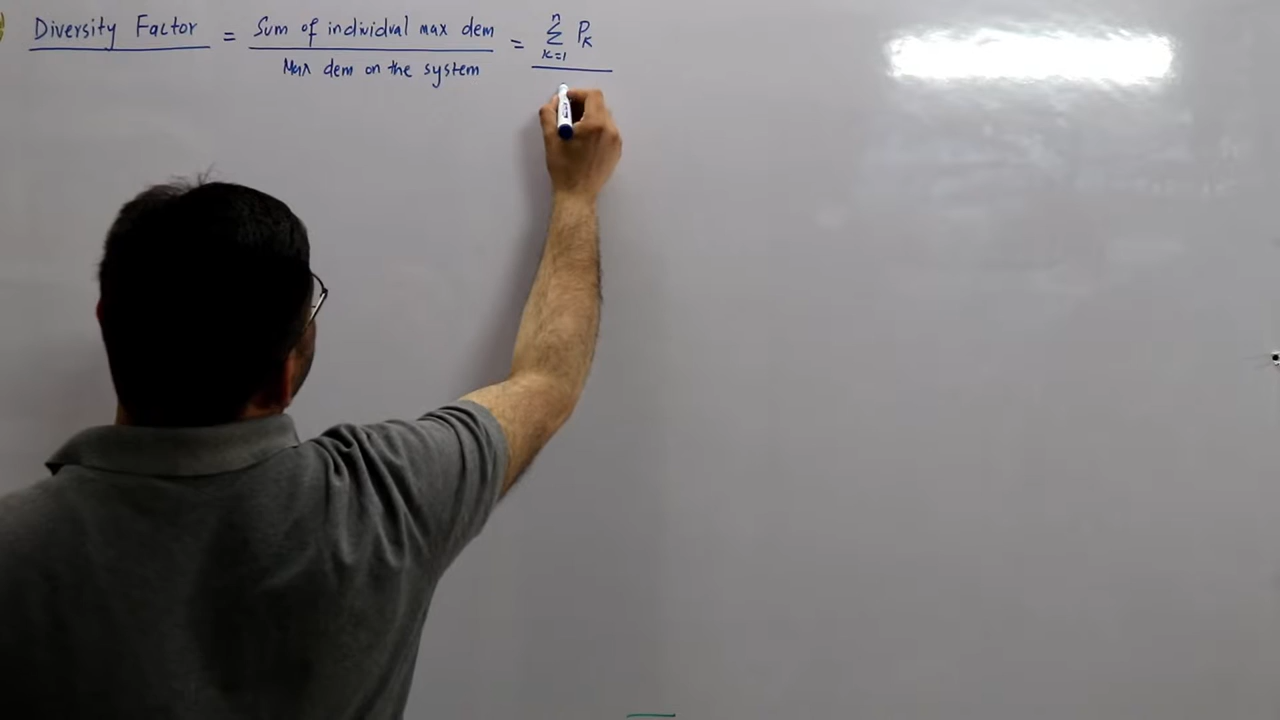 Diversity Factor = Sum of individual max dem / Max dem on the system = n Σ k=1 Pk